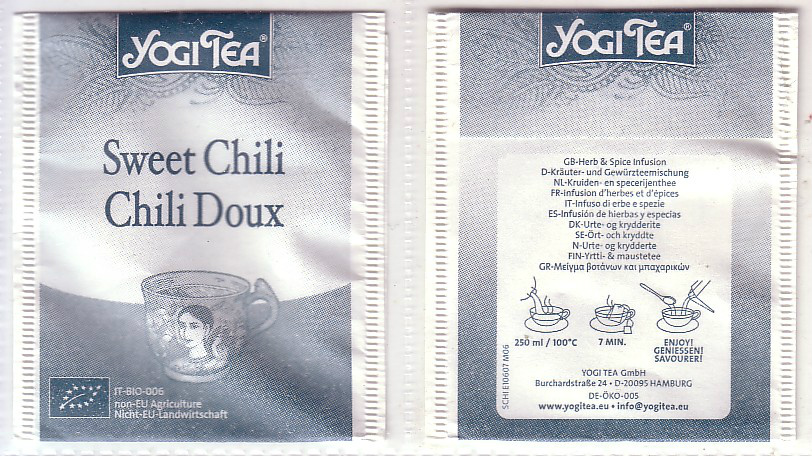 YOGI TEA®
Sweet Chili
Chili Doux
IT-BIO-006
non-EU Agriculture
Nicht-EU-Landwirtschaft
YOGI TEA®
GB-Herb & Spice Infusion
D-Kräuter- und Gewürzteemischung
NL-Kruiden- en specerijenthee
FR-Infusion d'herbes et d'épices
IT-Infuso di erbe e spezie
ES-Infusión de hierbas y especias
DK-Urte- og krydderite
SE-Ört- och kryddte
N-Urte- og krydderte
FIN-Yrtti- & maustetee
GR-Μείγμα βοτάνων και μπαχαρικών
250 ml / 100°C
7 MIN.
ENJOY!
GENIESSEN!
SAVOURER!
SCHI E10607 M06
YOGI TEA GmbH
Burchardstraße 24 • D-20095 HAMBURG
DE-ÖKO-005
www.yogitea.eu • info@yogitea.eu